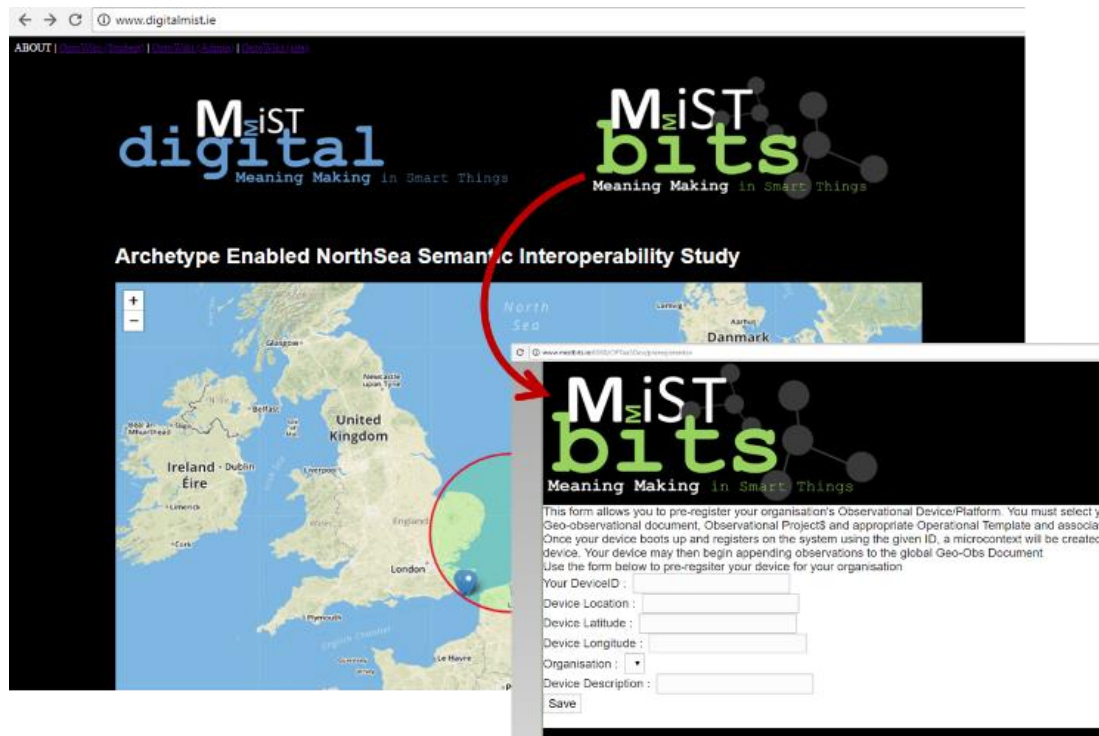 www.digitalmist.ie
ABOUT |
MiST
digital
Meaning Making in Smart Things
MiST
bits
Meaning Making in Smart Things
Archetype Enabled NorthSea Semantic Interoperability Study
+
−
North
Sea
Glasgow
Aarhus
Danmark
Newcastle
upon Tyne
Belfast
United
Kingdom
Ireland
Éire
Dublin
Liverpool
Limerick
Wales
England
Cork
London
Plymouth
English Channel
Guernsey
Jersey
Le Havre
MiST
bits
Meaning Making in Smart Things
This form allows you to pre-register your organisation's Observational Device/Platform. You must select y
Geo-observational document, Observational Project$ and appropriate Operational Template and associa
Once your device boots up and registers on the system using the given ID, a microcontext will be created
device. Your device may then begin appending observations to the global Geo-Obs Document
Use the form below to pre-regsiter your device for your organisation
Your DeviceID :
Device Location :
Device Latitude :
Device Longitude :
Organisation :
Device Description :
Save